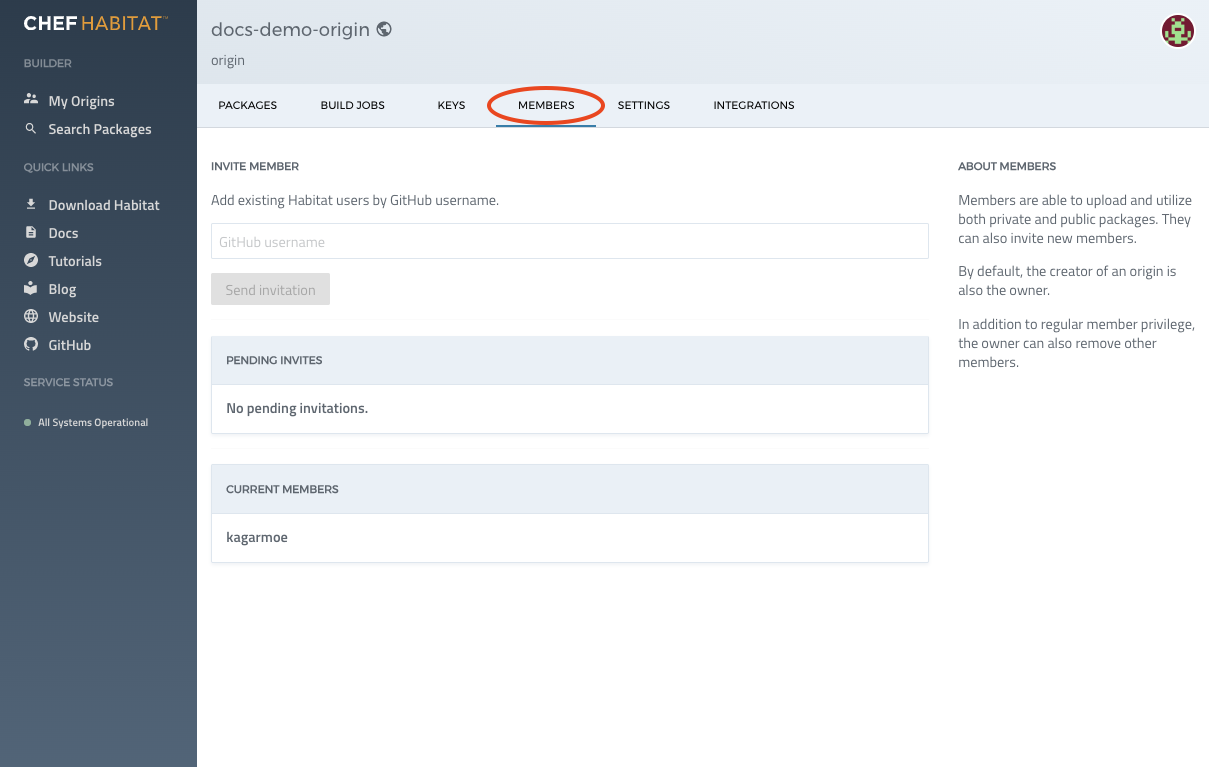 CHEF HABITAT™
BUILDER
My Origins
Search Packages
QUICK LINKS
Download Habitat
Docs
Tutorials
Blog
Website
GitHub
SERVICE STATUS
All Systems Operational
docs-demo-origin
origin
PACKAGES BUILD JOBS KEYS MEMBERS SETTINGS INTEGRATIONS
INVITE MEMBER
Add existing Habitat users by GitHub username.
GitHub username
Send invitation
PENDING INVITES
No pending invitations.
CURRENT MEMBERS
kagarmoe
ABOUT MEMBERS
Members are able to upload and utilize
both private and public packages. They
can also invite new members.
By default, the creator of an origin is
also the owner.
In addition to regular member privilege,
the owner can also remove other
members.